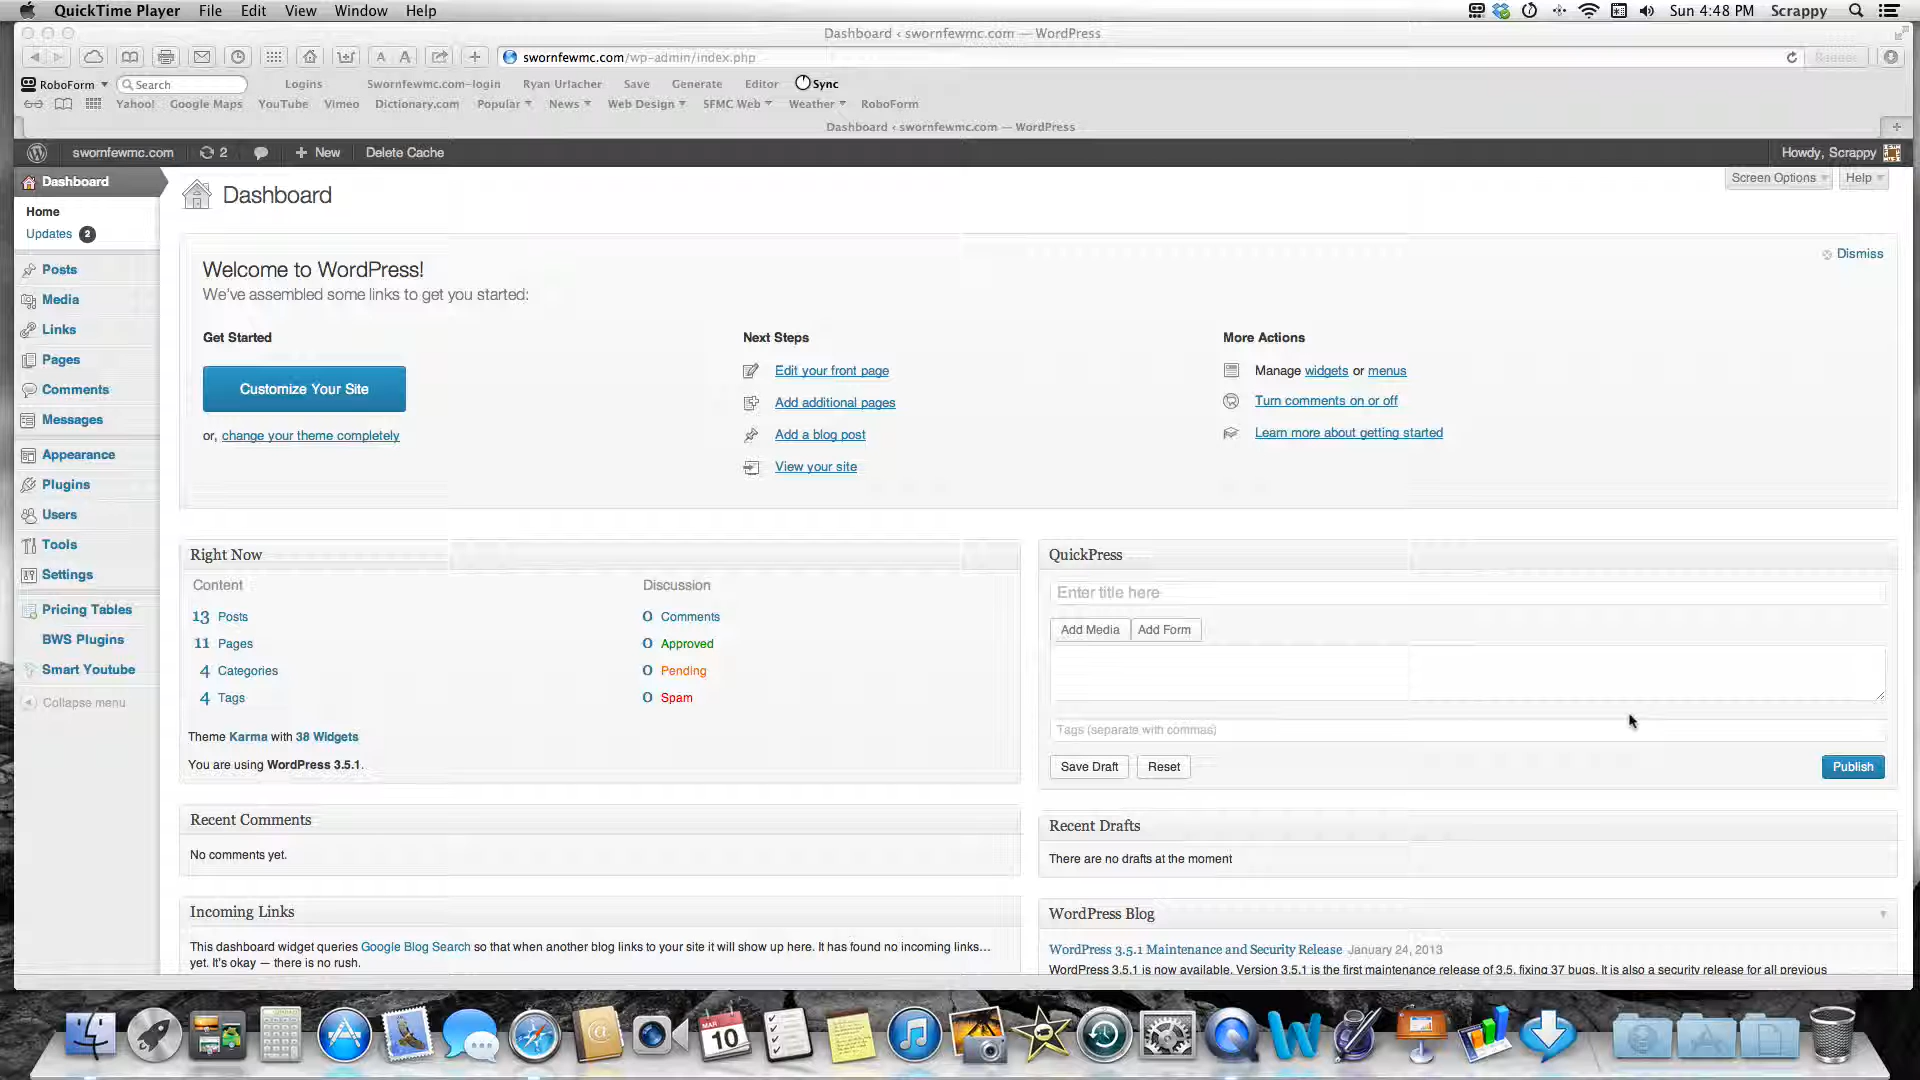 QuickTime Player File Edit View Window Help Sun 4:48 PM Scrappy
Dashboard ‹ swornfewmc.com — WordPress
swornfewmc.com/wp-admin/index.php Reader
RoboForm Search Logins Swornfewmc.com-login Ryan Urlacher Save Generate Editor Sync
Yahoo! Google Maps YouTube Vimeo Dictionary.com Popular News Web Design SFMC Web Weather RoboForm
Dashboard ‹ swornfewmc.com — WordPress
swornfewmc.com 2 + New Delete Cache Howdy, Scrappy
Screen Options Help
Dashboard
Home
Updates 2
Posts
Media
Links
Pages
Comments
Messages
Appearance
Plugins
Users
Tools
Settings
Pricing Tables
BWS Plugins
Smart Youtube
Collapse menu
Dashboard
Welcome to WordPress!
We've assembled some links to get you started:
Dismiss
Get Started
Customize Your Site
or, change your theme completely
Next Steps
Edit your front page
Add additional pages
Add a blog post
View your site
More Actions
Manage widgets or menus
Turn comments on or off
Learn more about getting started
Right Now
Content
13 Posts
11 Pages
4 Categories
4 Tags
Discussion
0 Comments
0 Approved
0 Pending
0 Spam
Theme Karma with 38 Widgets
You are using WordPress 3.5.1.
QuickPress
Enter title here
Add Media Add Form
Tags (separate with commas)
Save Draft Reset Publish
Recent Comments
No comments yet.
Recent Drafts
There are no drafts at the moment
Incoming Links
This dashboard widget queries Google Blog Search so that when another blog links to your site it will show up here. It has found no incoming links…
yet. It's okay — there is no rush.
WordPress Blog
WordPress 3.5.1 Maintenance and Security Release January 24, 2013
WordPress 3.5.1 is now available. Version 3.5.1 is the first maintenance release of 3.5, fixing 37 bugs. It is also a security release for all previous
MAR
10